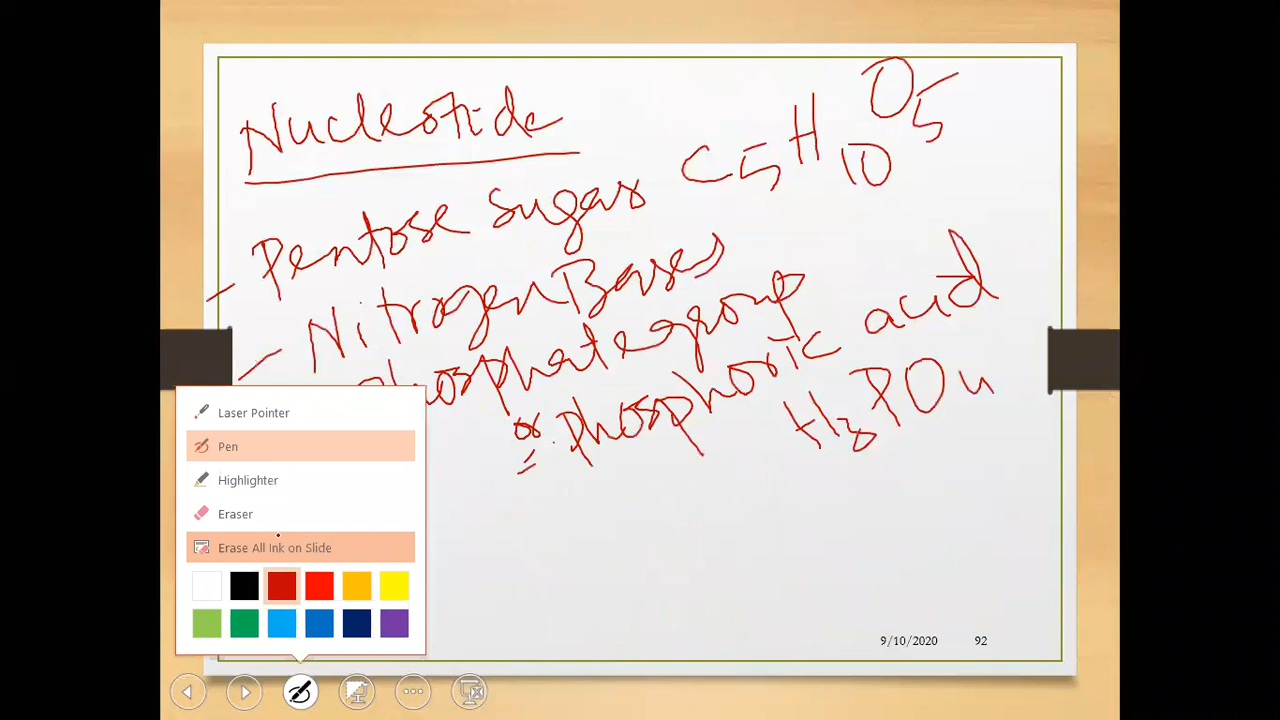 Nucleotide
- Pentose sugar C5H10O5
- Nitrogen Bases
phosphate group
or phosphoric acid
H3PO4
Laser Pointer
Pen
Highlighter
Eraser
Erase All Ink on Slide
9/10/2020 92